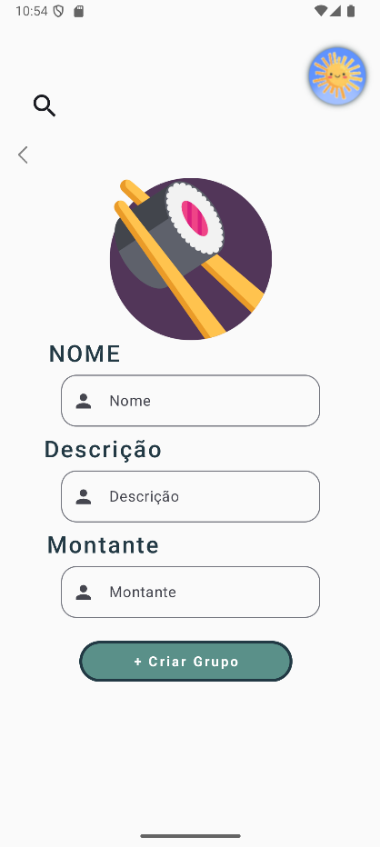 10:54
NOME
Nome
Descrição
Descrição
Montante
Montante
+ Criar Grupo